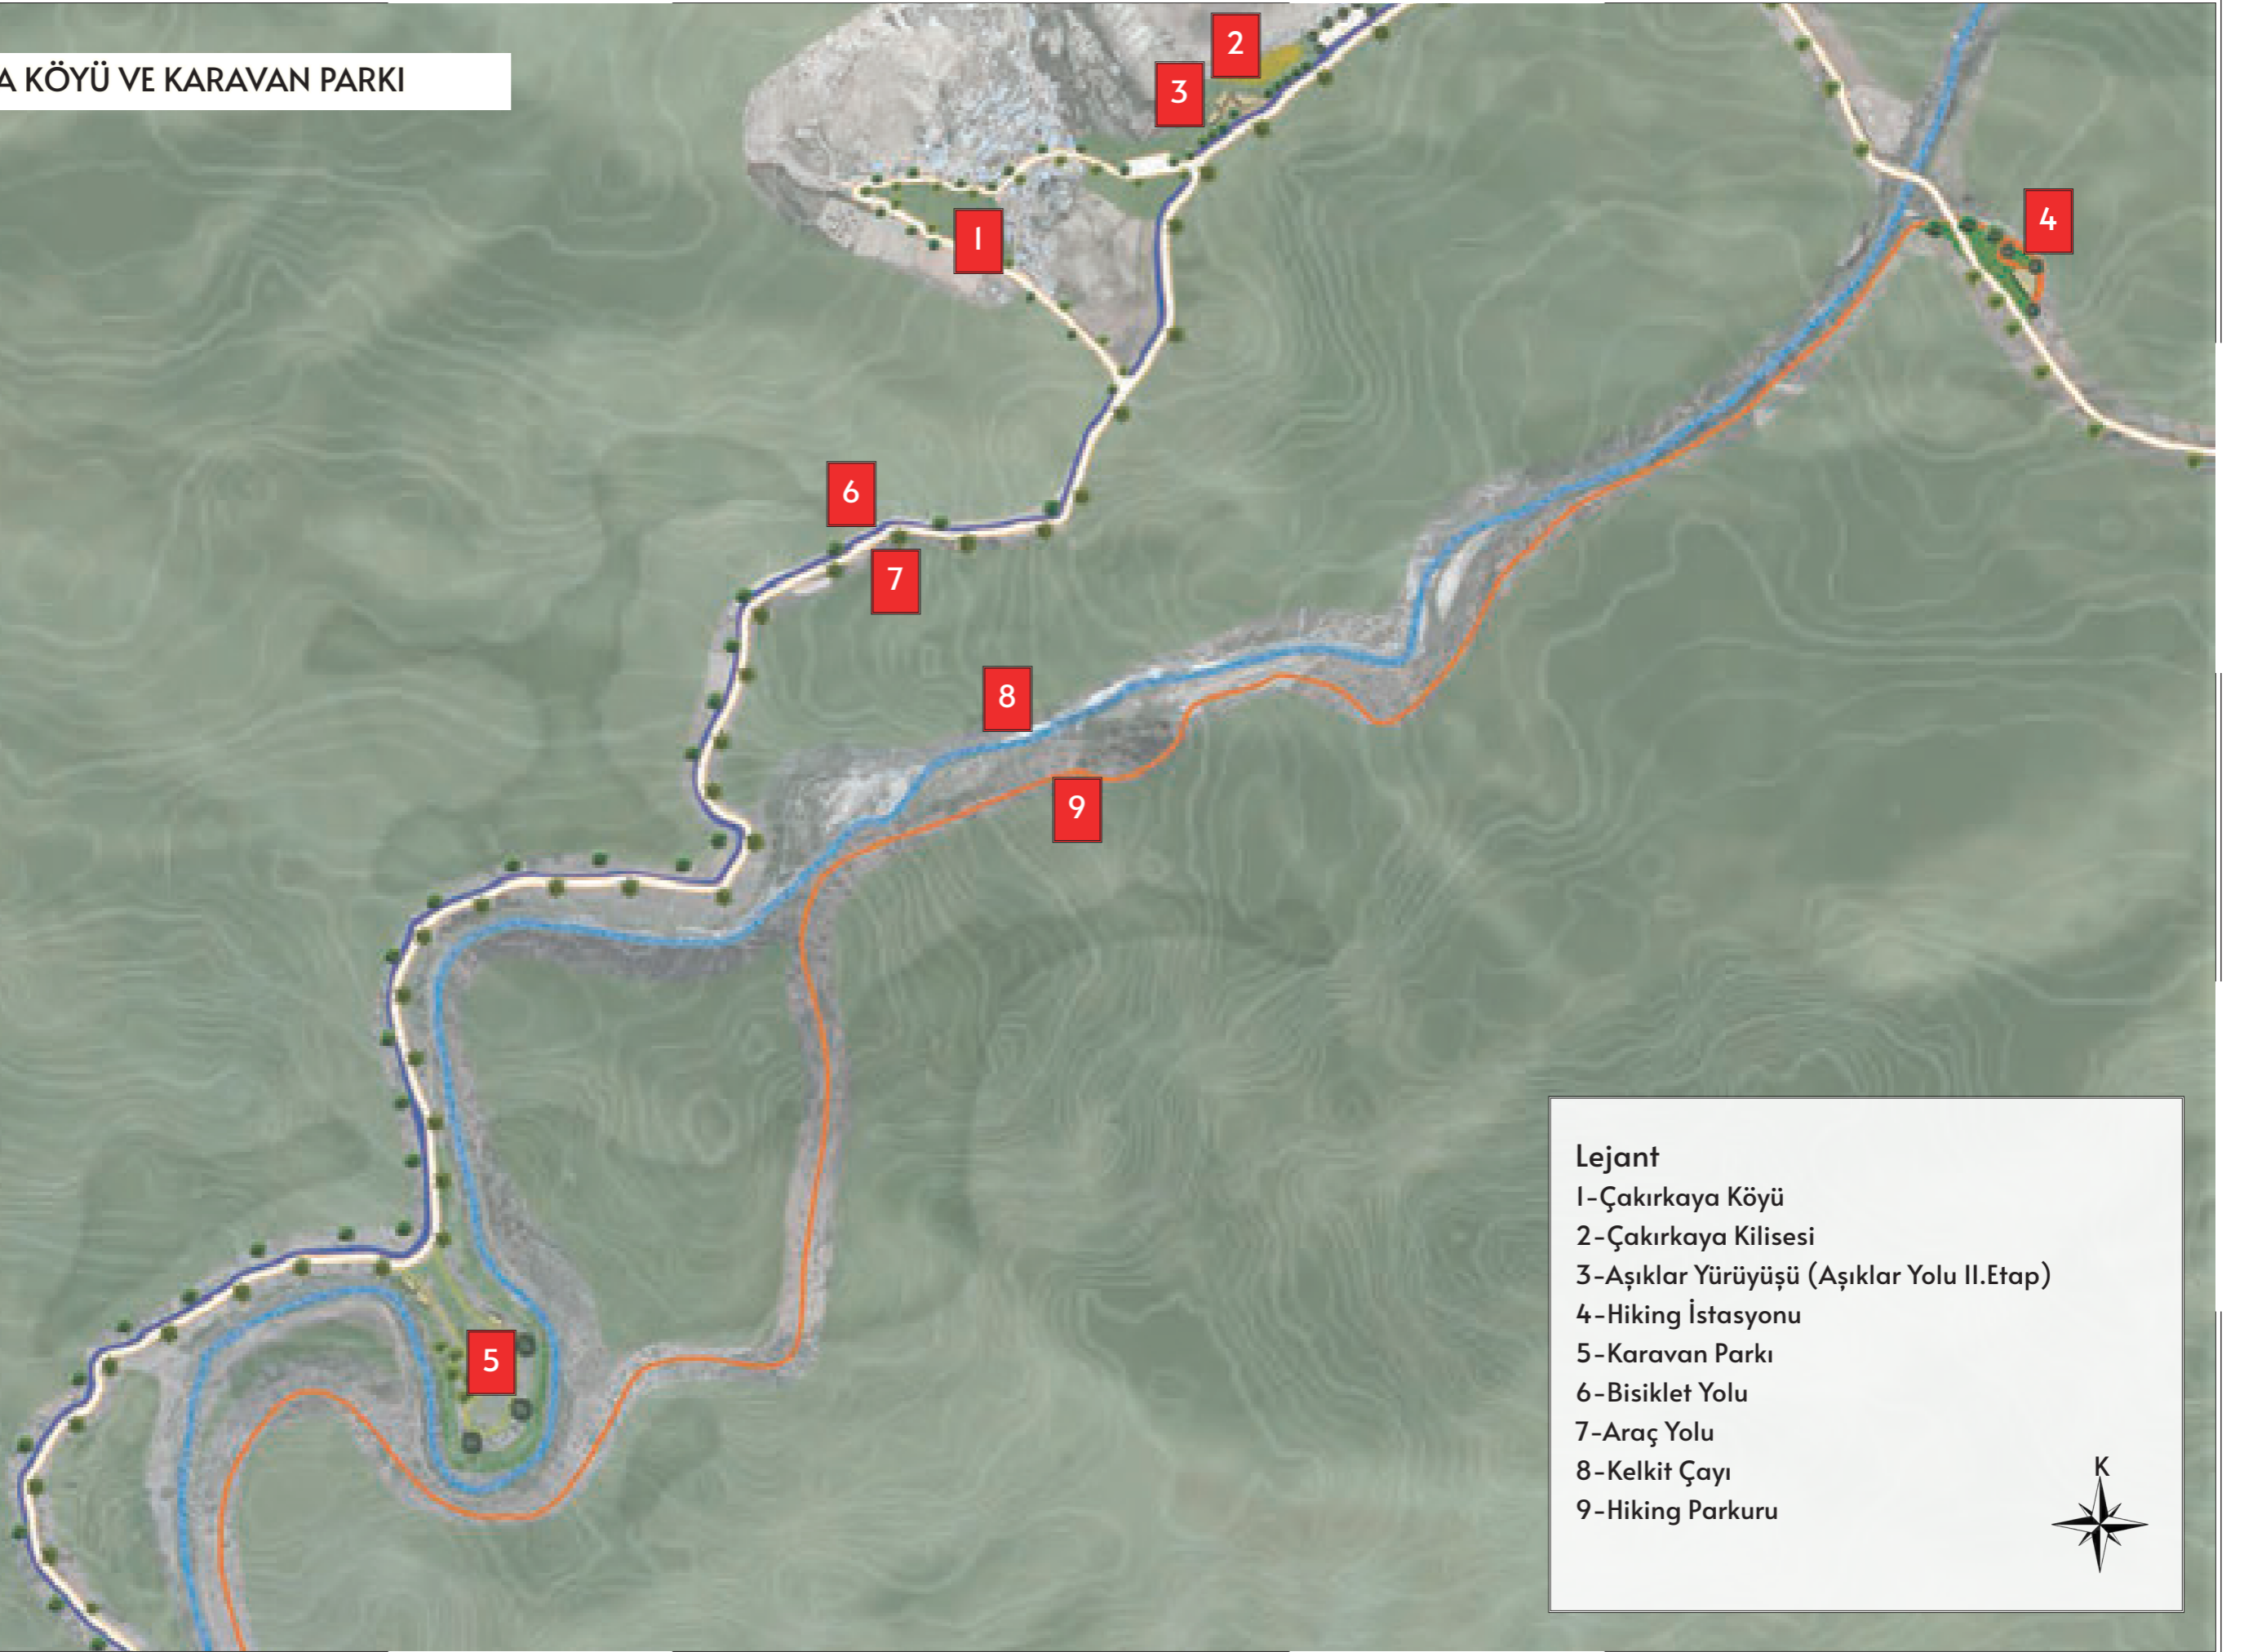 A KÖYÜ VE KARAVAN PARKI
2
3
4
1
6
7
8
9
5
Lejant
1-Çakırkaya Köyü
2-Çakırkaya Kilisesi
3-Aşıklar Yürüyüşü (Aşıklar Yolu II.Etap)
4-Hiking İstasyonu
5-Karavan Parkı
6-Bisiklet Yolu
7-Araç Yolu
8-Kelkit Çayı
9-Hiking Parkuru
K